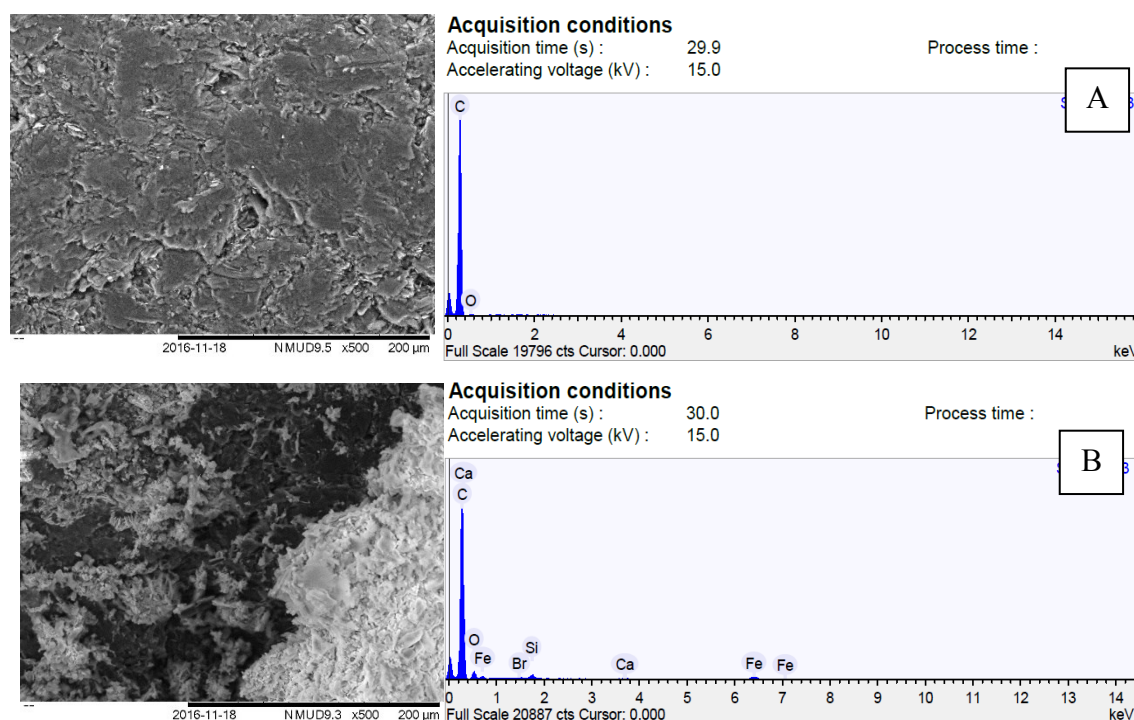 Acquisition conditions
Acquisition time (s) : 29.9 Process time :
Accelerating voltage (kV) : 15.0
A
C
O
0 2 4 6 8 10 12 14
Full Scale 19796 cts Cursor: 0.000 keV
2016-11-18 NMUD9.5 x500 200 µm
Acquisition conditions
Acquisition time (s) : 30.0 Process time :
Accelerating voltage (kV) : 15.0
B
Ca
C
O
Fe
Br
Si
Ca
Fe
Fe
0 1 2 3 4 5 6 7 8 9 10 11 12 13 14
Full Scale 20887 cts Cursor: 0.000 keV
2016-11-18 NMUD9.3 x500 200 µm